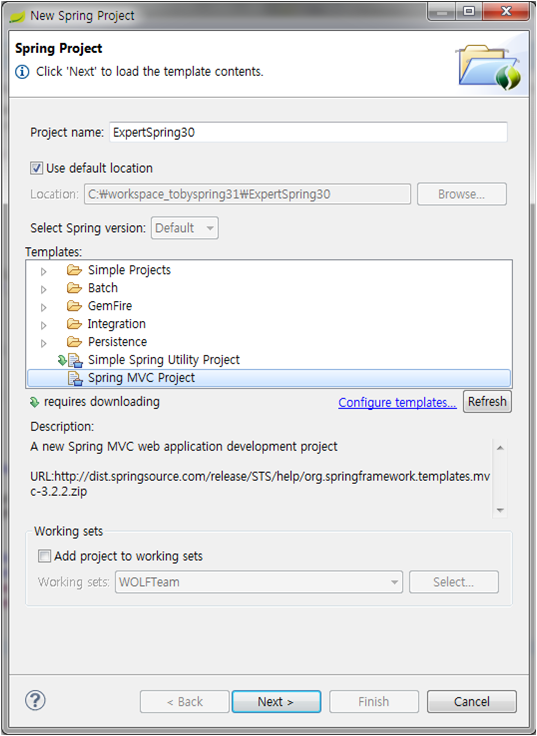 New Spring Project
Spring Project
Click 'Next' to load the template contents.
Project name: ExpertSpring30
Use default location
Location: C:₩workspace_tobyspring31₩ExpertSpring30 Browse...
Select Spring version: Default
Templates:
Simple Projects
Batch
GemFire
Integration
Persistence
Simple Spring Utility Project
Spring MVC Project
requires downloading Configure templates... Refresh
Description:
A new Spring MVC web application development project
URL:http://dist.springsource.com/release/STS/help/org.springframework.templates.mv
c-3.2.2.zip
Working sets
Add project to working sets
Working sets: WOLFTeam Select...
? < Back Next > Finish Cancel